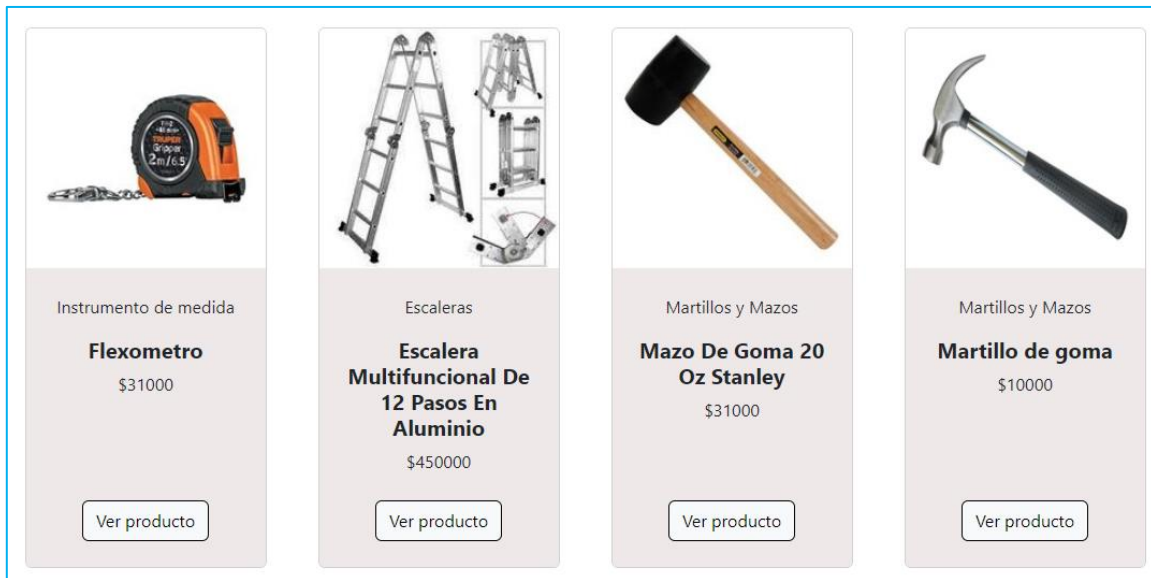 TRUPER
Gripper
2m/6.5'
Instrumento de medida
Flexometro
$31000
Ver producto
Escaleras
Escalera
Multifuncional De
12 Pasos En
Aluminio
$450000
Ver producto
Martillos y Mazos
Mazo De Goma 20
Oz Stanley
$31000
Ver producto
Martillos y Mazos
Martillo de goma
$10000
Ver producto